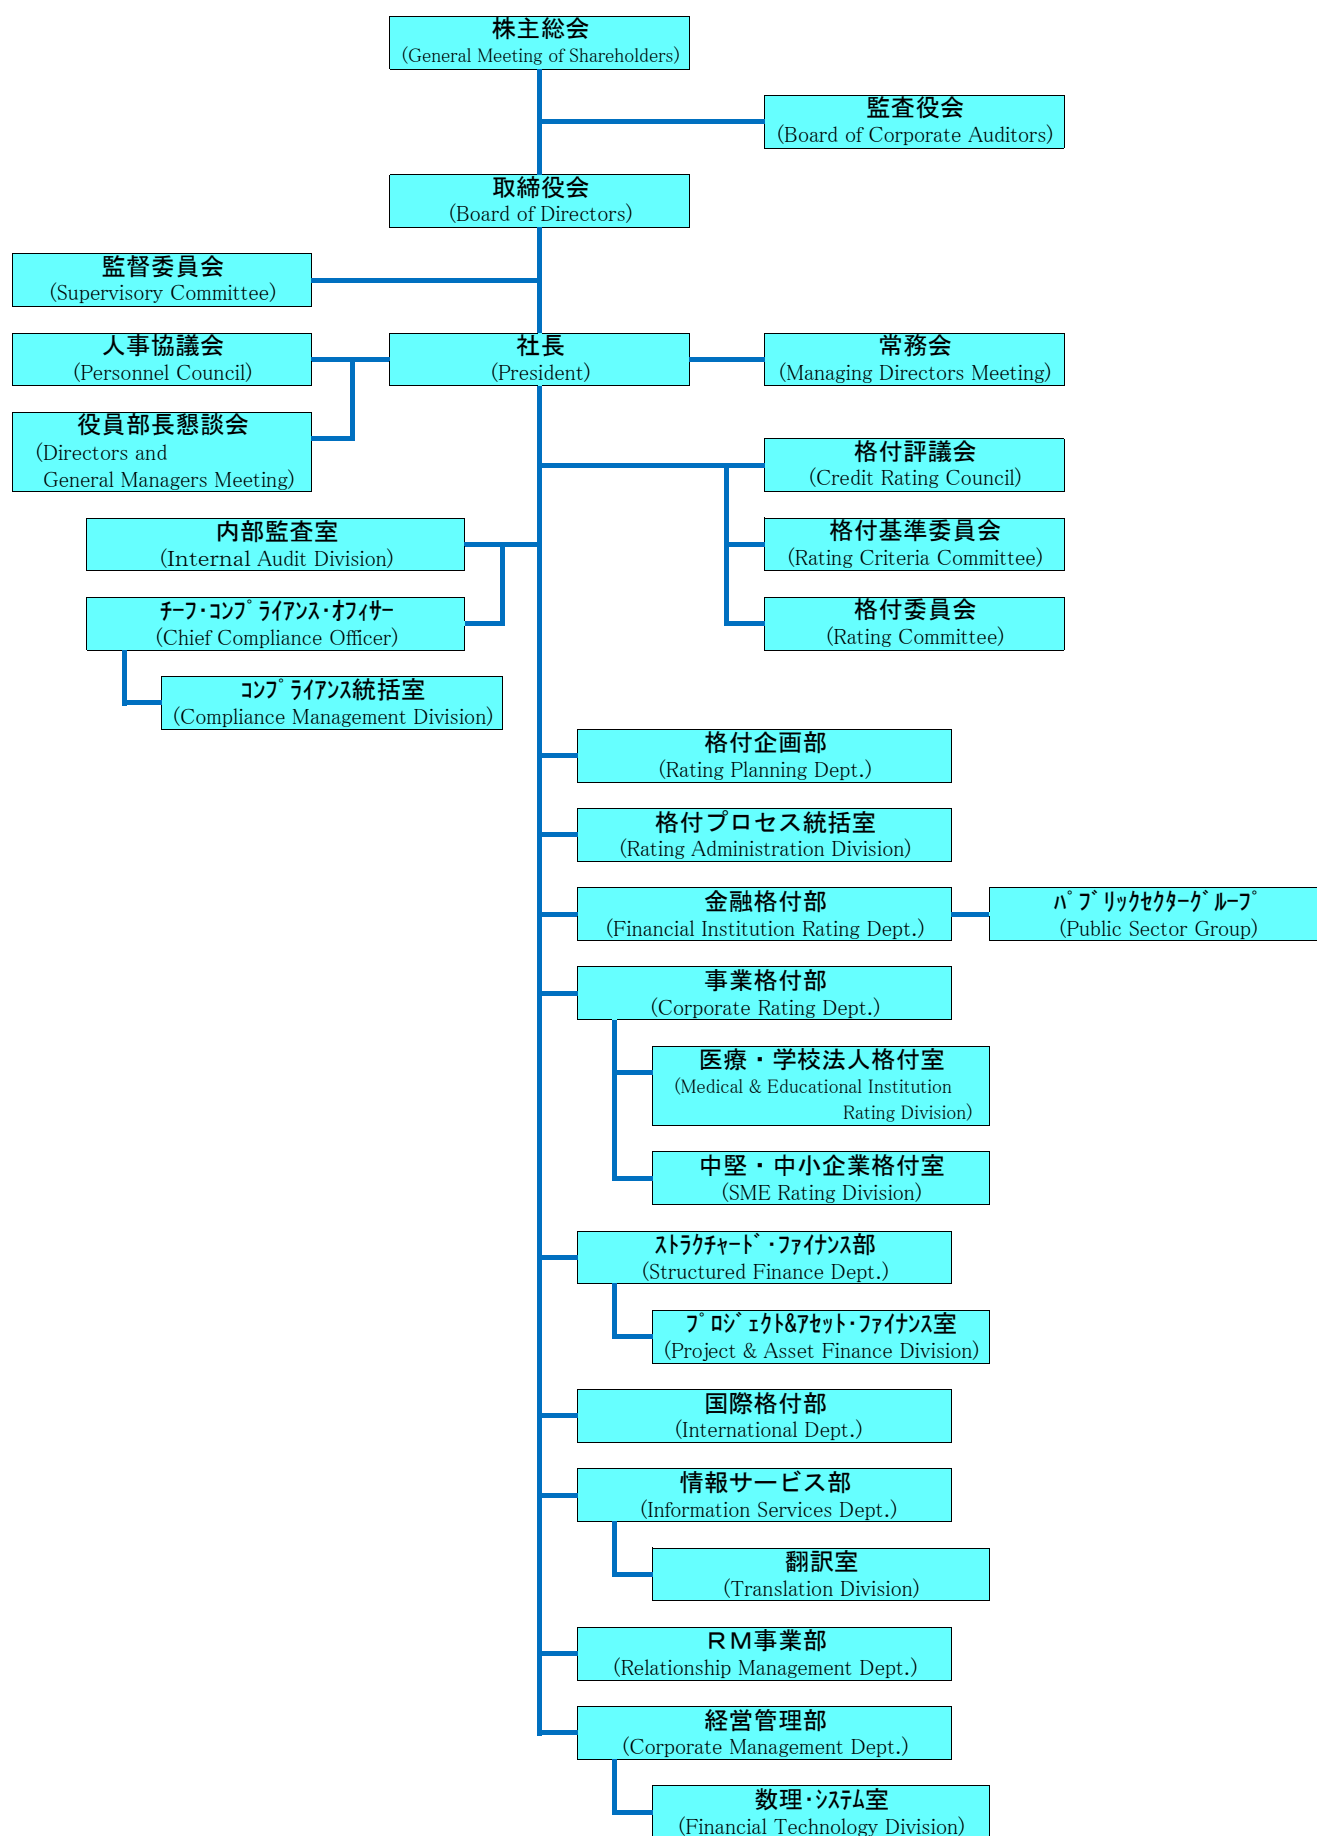 株主総会
(General Meeting of Shareholders)
監査役会
(Board of Corporate Auditors)
取締役会
(Board of Directors)
監督委員会
(Supervisory Committee)
人事協議会
(Personnel Council)
社長
(President)
常務会
(Managing Directors Meeting)
役員部長懇談会
(Directors and
General Managers Meeting)
格付評議会
(Credit Rating Council)
内部監査室
(Internal Audit Division)
格付基準委員会
(Rating Criteria Committee)
ﾁｰﾌ･ｺﾝﾌﾟﾗｲｱﾝｽ･ｵﾌｨｻｰ
(Chief Compliance Officer)
格付委員会
(Rating Committee)
ｺﾝﾌﾟﾗｲｱﾝｽ統括室
(Compliance Management Division)
格付企画部
(Rating Planning Dept.)
格付プロセス統括室
(Rating Administration Division)
金融格付部
(Financial Institution Rating Dept.)
ﾊﾟﾌﾞﾘｯｸｾｸﾀｰｸﾞﾙｰﾌﾟ
(Public Sector Group)
事業格付部
(Corporate Rating Dept.)
医療・学校法人格付室
(Medical & Educational Institution
Rating Division)
中堅・中小企業格付室
(SME Rating Division)
ｽﾄﾗｸﾁｬｰﾄﾞ･ﾌｧｲﾅﾝｽ部
(Structured Finance Dept.)
ﾌﾟﾛｼﾞｪｸﾄ&ｱｾｯﾄ･ﾌｧｲﾅﾝｽ室
(Project & Asset Finance Division)
国際格付部
(International Dept.)
情報サービス部
(Information Services Dept.)
翻訳室
(Translation Division)
ＲＭ事業部
(Relationship Management Dept.)
経営管理部
(Corporate Management Dept.)
数理･ｼｽﾃﾑ室
(Financial Technology Division)